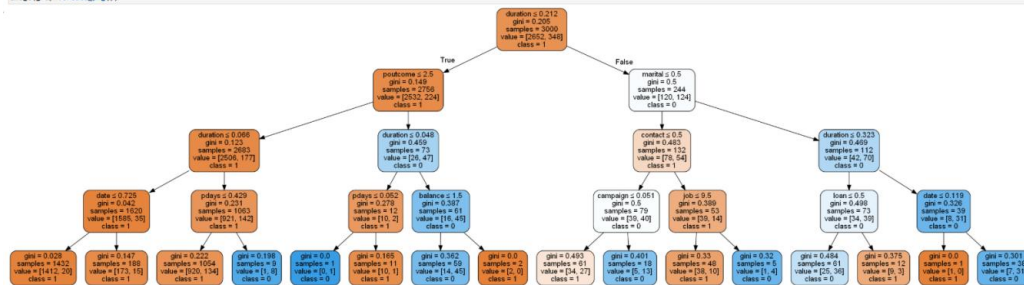 duration ≤ 0.212
gini = 0.205
samples = 3000
value = [2652, 348]
class = 1
True
False
poutcome ≤ 2.5
gini = 0.149
samples = 2756
value = [2532, 224]
class = 1
marital ≤ 0.5
gini = 0.5
samples = 244
value = [120, 124]
class = 0
duration ≤ 0.066
gini = 0.123
samples = 2683
value = [2506, 177]
class = 1
duration ≤ 0.048
gini = 0.459
samples = 73
value = [26, 47]
class = 0
contact ≤ 0.5
gini = 0.483
samples = 132
value = [78, 54]
class = 1
duration ≤ 0.323
gini = 0.469
samples = 112
value = [42, 70]
class = 0
date ≤ 0.725
gini = 0.042
samples = 1620
value = [1585, 35]
class = 1
pdays ≤ 0.429
gini = 0.231
samples = 1063
value = [921, 142]
class = 1
pdays ≤ 0.052
gini = 0.278
samples = 12
value = [10, 2]
class = 1
balance ≤ 1.5
gini = 0.387
samples = 61
value = [16, 45]
class = 0
campaign ≤ 0.051
gini = 0.5
samples = 79
value = [39, 40]
class = 0
job ≤ 9.5
gini = 0.389
samples = 53
value = [39, 14]
class = 1
loan ≤ 0.5
gini = 0.498
samples = 73
value = [34, 39]
class = 0
date ≤ 0.119
gini = 0.326
samples = 39
value = [8, 31]
class = 0
gini = 0.028
samples = 1432
value = [1412, 20]
class = 1
gini = 0.147
samples = 188
value = [173, 15]
class = 1
gini = 0.222
samples = 1054
value = [920, 134]
class = 1
gini = 0.198
samples = 9
value = [1, 8]
class = 0
gini = 0.0
samples = 1
value = [0, 1]
class = 0
gini = 0.165
samples = 11
value = [10, 1]
class = 1
gini = 0.362
samples = 59
value = [14, 45]
class = 0
gini = 0.0
samples = 2
value = [2, 0]
class = 1
gini = 0.493
samples = 61
value = [34, 27]
class = 1
gini = 0.401
samples = 18
value = [5, 13]
class = 0
gini = 0.33
samples = 48
value = [38, 10]
class = 1
gini = 0.32
samples = 5
value = [1, 4]
class = 0
gini = 0.484
samples = 61
value = [25, 36]
class = 0
gini = 0.375
samples = 12
value = [9, 3]
class = 1
gini = 0.0
samples = 1
value = [1, 0]
class = 1
gini = 0.301
samples = 38
value = [7, 31
class = 0